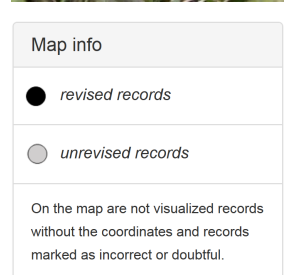 Map info
revised records
unrevised records
On the map are not visualized records
without the coordinates and records
marked as incorrect or doubtful.